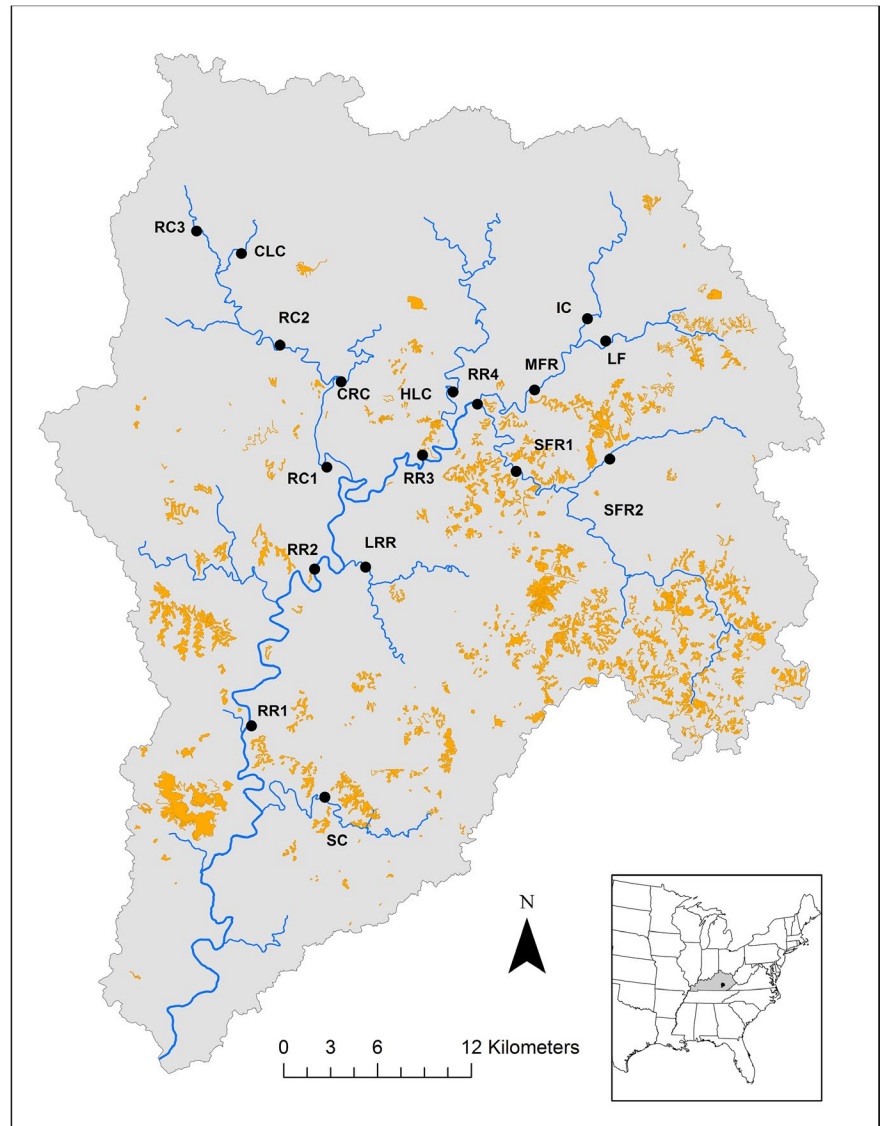 RC3
CLC
IC
RC2
LF
RR4
MFR
CRC
HLC
SFR1
RR3
RC1
SFR2
LRR
RR2
RR1
SC
N
0 3 6 12 Kilometers